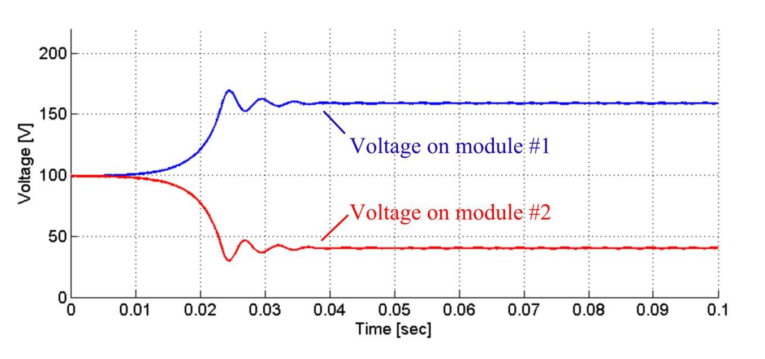 200
150
100
50
0
Voltage [V]
Voltage on module #1
Voltage on module #2
0 0.01 0.02 0.03 0.04 0.05 0.06 0.07 0.08 0.09 0.1
Time [sec]